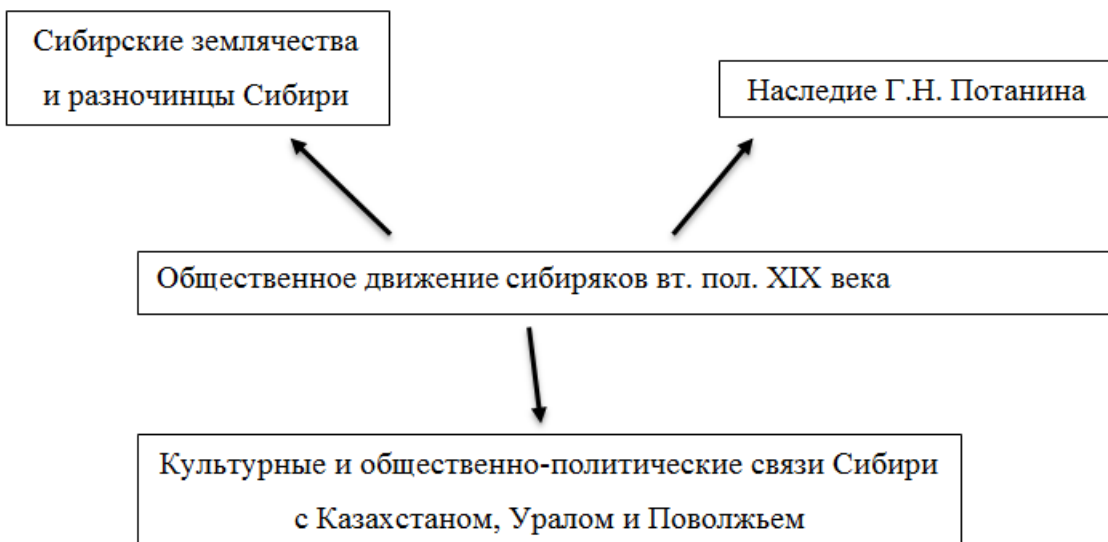 Сибирские землячества
и разночинцы Сибири
Наследие Г.Н. Потанина
Общественное движение сибиряков вт. пол. XIX века
Культурные и общественно-политические связи Сибири
с Казахстаном, Уралом и Поволжьем